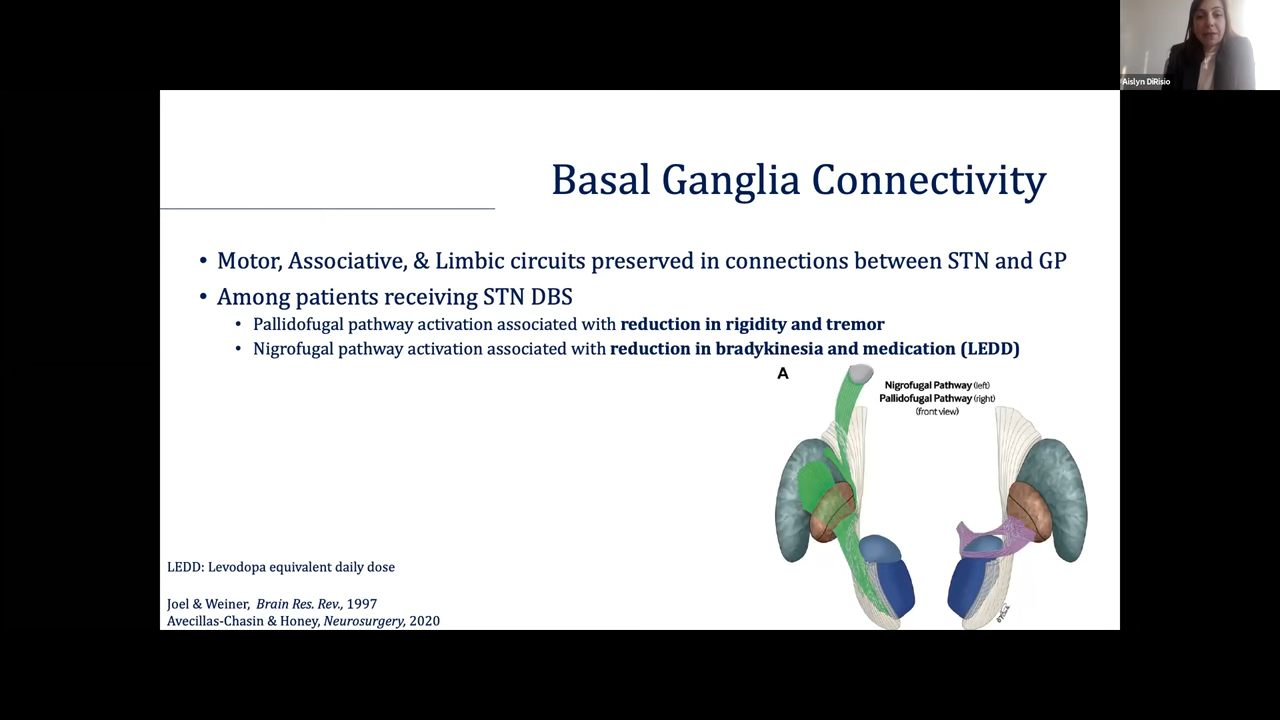 Aislyn DiRisio
Basal Ganglia Connectivity
• Motor, Associative, & Limbic circuits preserved in connections between STN and GP
• Among patients receiving STN DBS
• Pallidofugal pathway activation associated with reduction in rigidity and tremor
• Nigrofugal pathway activation associated with reduction in bradykinesia and medication (LEDD)
A
Nigrofugal Pathway (left)
Pallidofugal Pathway (right)
(front view)
LEDD: Levodopa equivalent daily dose
Joel & Weiner, Brain Res. Rev., 1997
Avecillas-Chasin & Honey, Neurosurgery, 2020